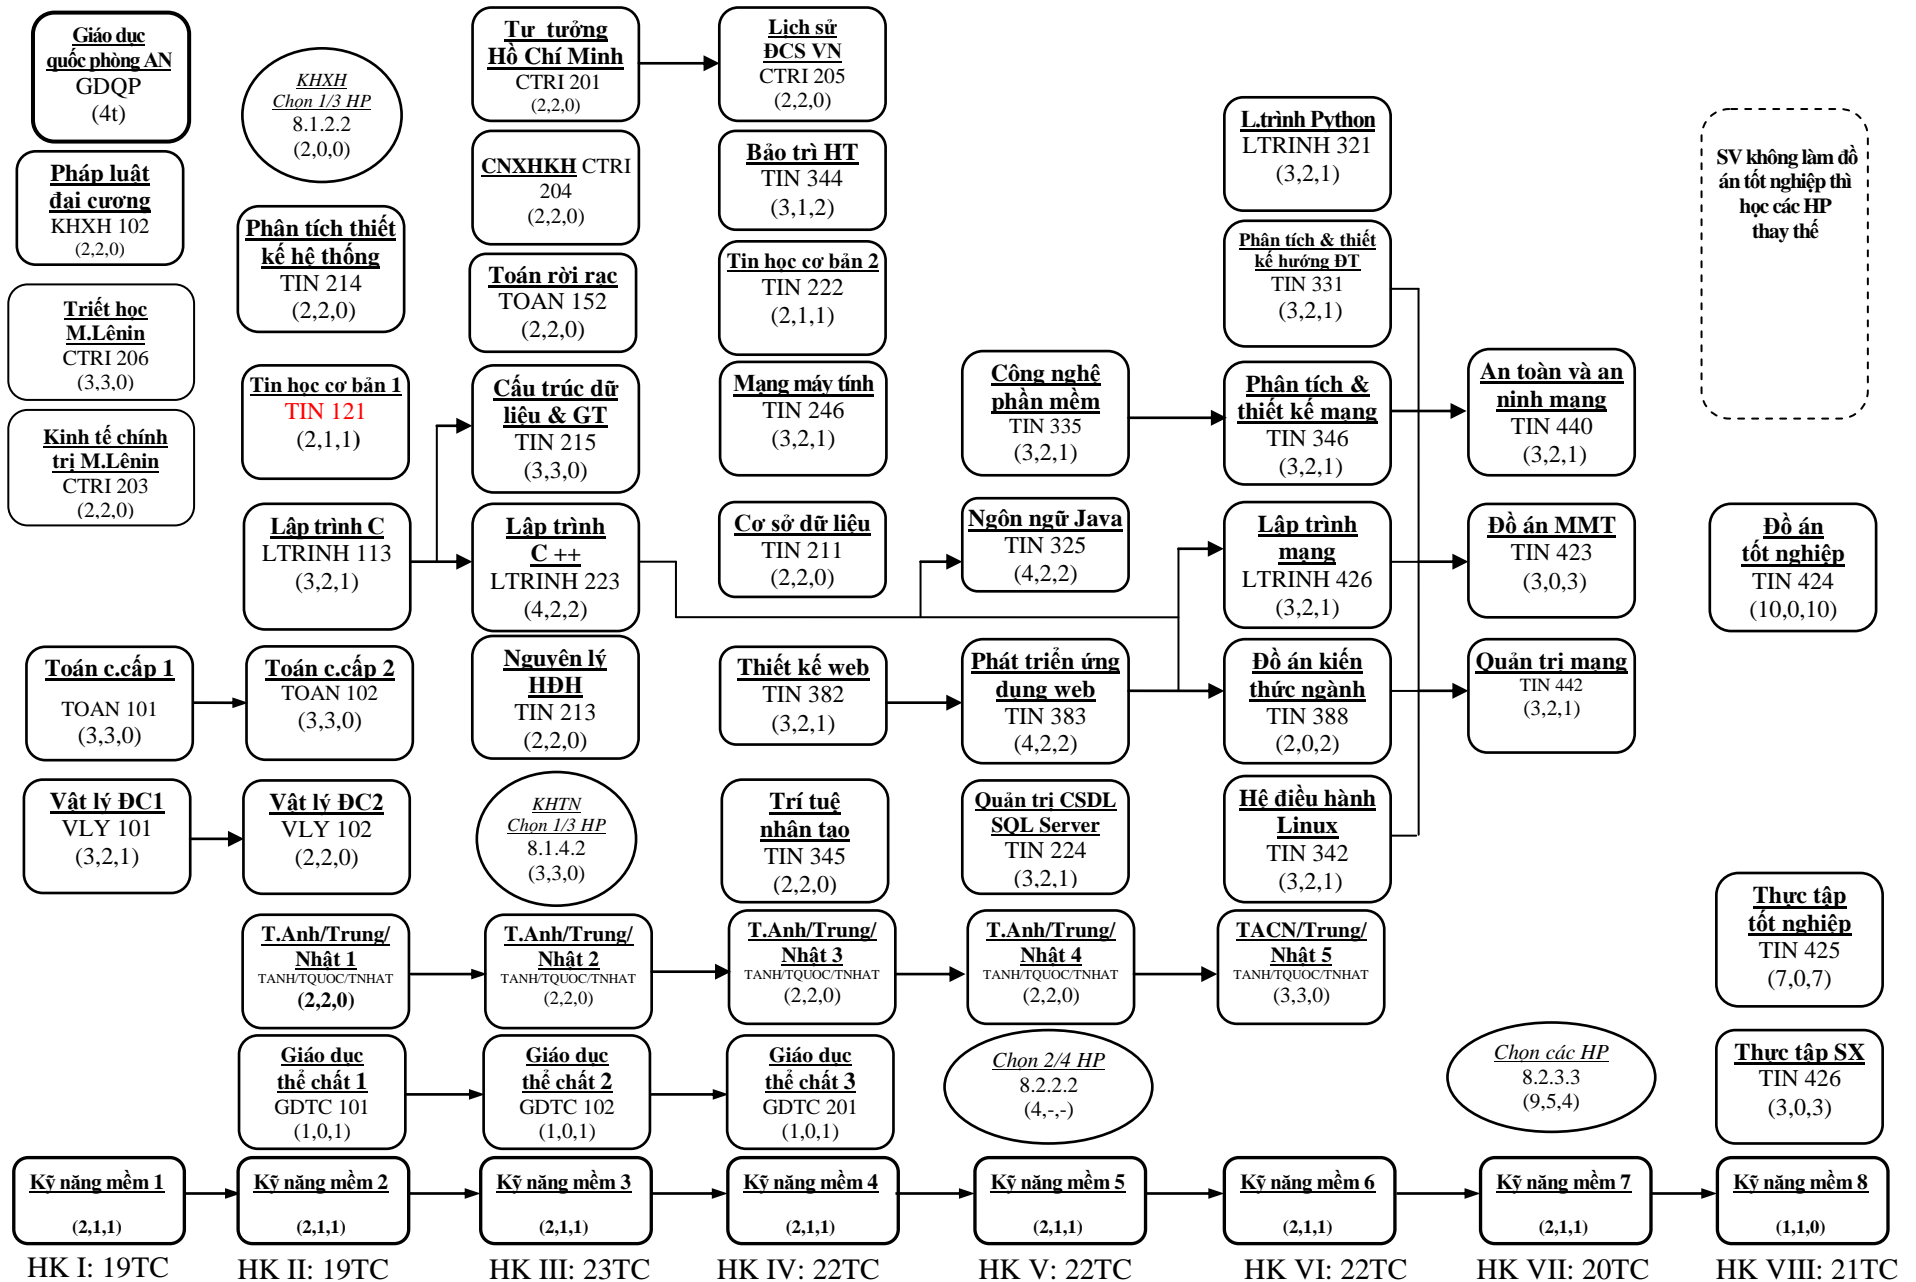 Giáo dục
quốc phòng AN
GDQP
(4t)
Pháp luật
đại cương
KHXH 102
(2,2,0)
Triết học
M.Lênin
CTRI 206
(3,3,0)
Kinh tế chính
trị M.Lênin
CTRI 203
(2,2,0)
Toán c.cấp 1
TOAN 101
(3,3,0)
Vật lý ĐC1
VLY 101
(3,2,1)
Kỹ năng mềm 1
(2,1,1)
HK I: 19TC
KHXH
Chọn 1/3 HP
8.1.2.2
(2,0,0)
Phân tích thiết
kế hệ thống
TIN 214
(2,2,0)
Tin học cơ bản 1
TIN 121
(2,1,1)
Lập trình C
LTRINH 113
(3,2,1)
Toán c.cấp 2
TOAN 102
(3,3,0)
Vật lý ĐC2
VLY 102
(2,2,0)
T.Anh/Trung/
Nhật 1
TANH/TQUOC/TNHAT
(2,2,0)
Giáo dục
thể chất 1
GDTC 101
(1,0,1)
Kỹ năng mềm 2
(2,1,1)
HK II: 19TC
Tư tưởng
Hồ Chí Minh
CTRI 201
(2,2,0)
CNXHKH CTRI
204
(2,2,0)
Toán rời rạc
TOAN 152
(2,2,0)
Cấu trúc dữ
liệu & GT
TIN 215
(3,3,0)
Lập trình
C ++
LTRINH 223
(4,2,2)
Nguyên lý
HĐH
TIN 213
(2,2,0)
KHTN
Chọn 1/3 HP
8.1.4.2
(3,3,0)
T.Anh/Trung/
Nhật 2
TANH/TQUOC/TNHAT
(2,2,0)
Giáo dục
thể chất 2
GDTC 102
(1,0,1)
Kỹ năng mềm 3
(2,1,1)
HK III: 23TC
Lịch sử
ĐCS VN
CTRI 205
(2,2,0)
Bảo trì HT
TIN 344
(3,1,2)
Tin học cơ bản 2
TIN 222
(2,1,1)
Mạng máy tính
TIN 246
(3,2,1)
Cơ sở dữ liệu
TIN 211
(2,2,0)
Thiết kế web
TIN 382
(3,2,1)
Trí tuệ
nhân tạo
TIN 345
(2,2,0)
T.Anh/Trung/
Nhật 3
TANH/TQUOC/TNHAT
(2,2,0)
Giáo dục
thể chất 3
GDTC 201
(1,0,1)
Kỹ năng mềm 4
(2,1,1)
HK IV: 22TC
Công nghệ
phần mềm
TIN 335
(3,2,1)
Ngôn ngữ Java
TIN 325
(4,2,2)
Phát triển ứng
dụng web
TIN 383
(4,2,2)
Quản trị CSDL
SQL Server
TIN 224
(3,2,1)
T.Anh/Trung/
Nhật 4
TANH/TQUOC/TNHAT
(2,2,0)
Chọn 2/4 HP
8.2.2.2
(4,-,-)
Kỹ năng mềm 5
(2,1,1)
HK V: 22TC
L.trình Python
LTRINH 321
(3,2,1)
Phân tích & thiết
kế hướng ĐT
TIN 331
(3,2,1)
Phân tích &
thiết kế mạng
TIN 346
(3,2,1)
Lập trình
mạng
LTRINH 426
(3,2,1)
Đồ án kiến
thức ngành
TIN 388
(2,0,2)
Hệ điều hành
Linux
TIN 342
(3,2,1)
TACN/Trung/
Nhật 5
TANH/TQUOC/TNHAT
(3,3,0)
Kỹ năng mềm 6
(2,1,1)
HK VI: 22TC
An toàn và an
ninh mạng
TIN 440
(3,2,1)
Đồ án MMT
TIN 423
(3,0,3)
Quản trị mạng
TIN 442
(3,2,1)
Chọn các HP
8.2.3.3
(9,5,4)
Kỹ năng mềm 7
(2,1,1)
HK VII: 20TC
SV không làm đồ
án tốt nghiệp thì
học các HP
thay thế
Đồ án
tốt nghiệp
TIN 424
(10,0,10)
Thực tập
tốt nghiệp
TIN 425
(7,0,7)
Thực tập SX
TIN 426
(3,0,3)
Kỹ năng mềm 8
(1,1,0)
HK VIII: 21TC